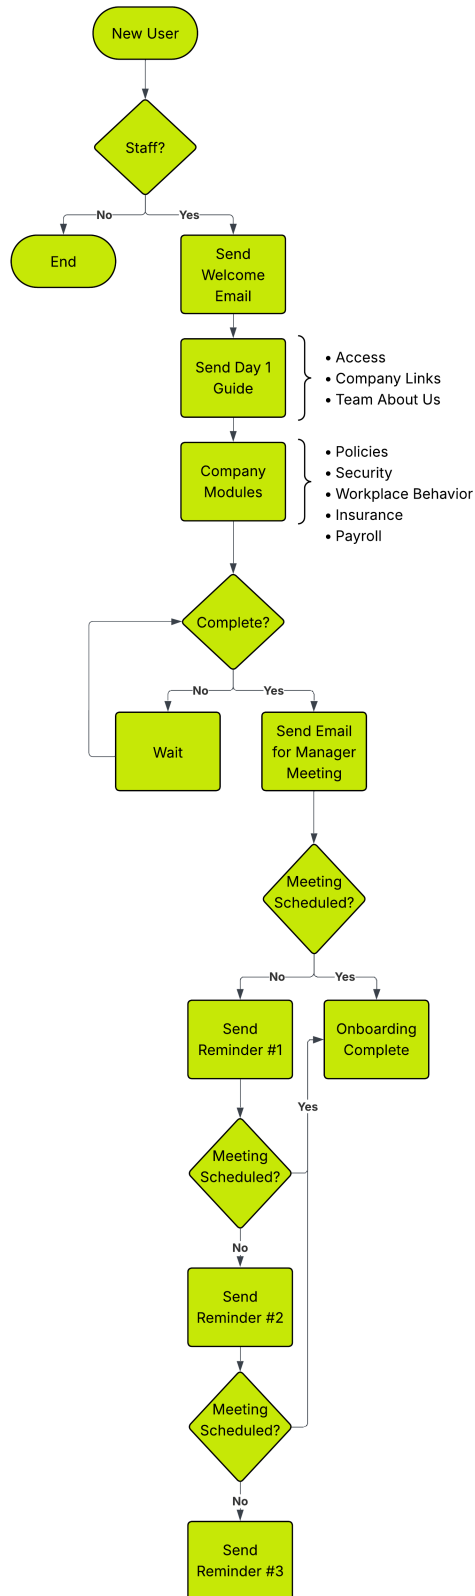 New User
Staff?
No
Yes
End
Send
Welcome
Email
Send Day 1
Guide
• Access
• Company Links
• Team About Us
Company
Modules
• Policies
• Security
• Workplace Behavior
• Insurance
• Payroll
Complete?
No
Yes
Wait
Send Email
for Manager
Meeting
Meeting
Scheduled?
No
Yes
Send
Reminder #1
Onboarding
Complete
Yes
Meeting
Scheduled?
No
Send
Reminder #2
Meeting
Scheduled?
No
Send
Reminder #3